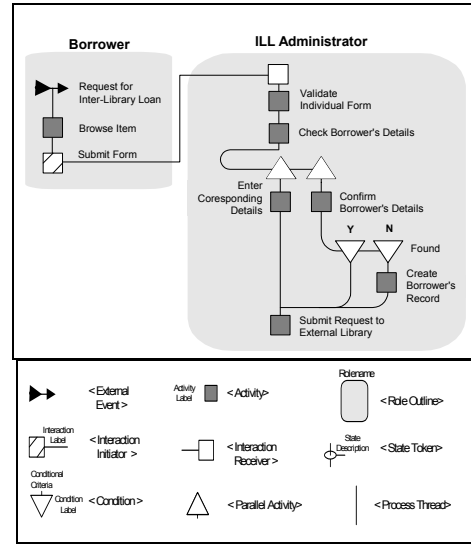 Borrower
ILL Administrator
Request for
Inter-Library Loan
Browse Item
Submit Form
Validate
Individual Form
Check Borrower's Details
Enter
Coresponding
Details
Confirm
Borrower's Details
Y
N
Found
Create
Borrower's
Record
Submit Request to
External Library
<External
Event>
Activity
Label
<Activity>
Rolename
<Role Outline>
Interaction
Label
<Interaction
Initiator >
<Interaction
Receiver>
State
Description
<State Token>
Conditional
Criteria
Condition
Label
<Condition>
<Parallel Activity>
<Process Thread>